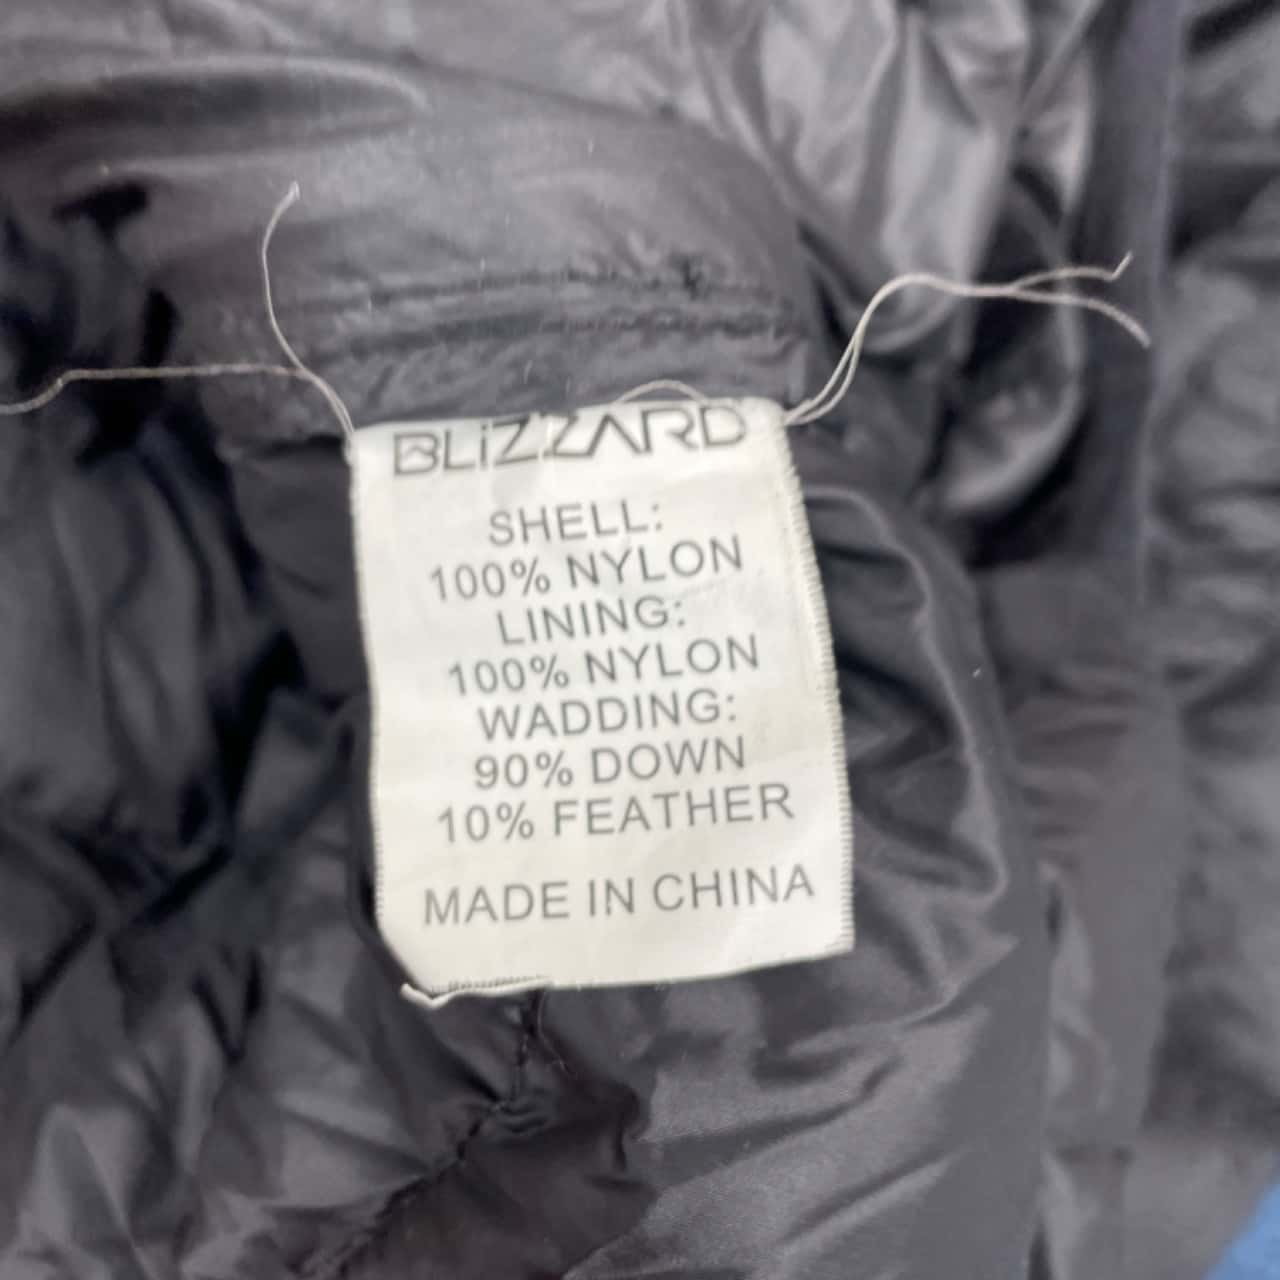 BLiZZARD
SHELL:
100% NYLON
LINING:
100% NYLON
WADDING:
90% DOWN
10% FEATHER
MADE IN CHINA